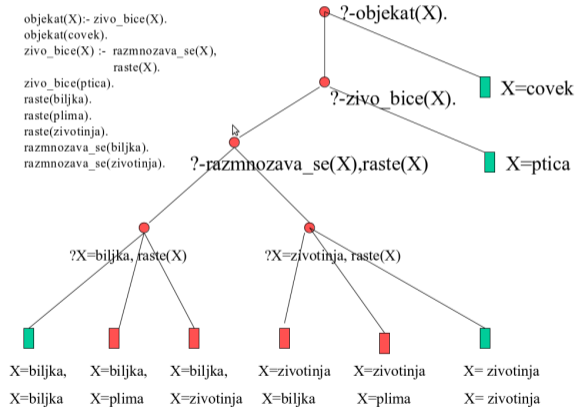 objekat(X):- zivo_bice(X).
objekat(covek).
zivo_bice(X) :- razmnozava_se(X),
raste(X).
zivo_bice(ptica).
raste(biljka).
raste(plima).
raste(zivotinja).
razmnozava_se(biljka).
razmnozava_se(zivotinja).
?-objekat(X).
X=covek
?-zivo_bice(X).
X=ptica
?-razmnozava_se(X),raste(X)
?X=biljka, raste(X)
?X=zivotinja, raste(X)
X=biljka, X=biljka, X=biljka, X=zivotinja X=zivotinja X= zivotinja
X=biljka X=plima X=zivotinja X=biljka X=plima X= zivotinja